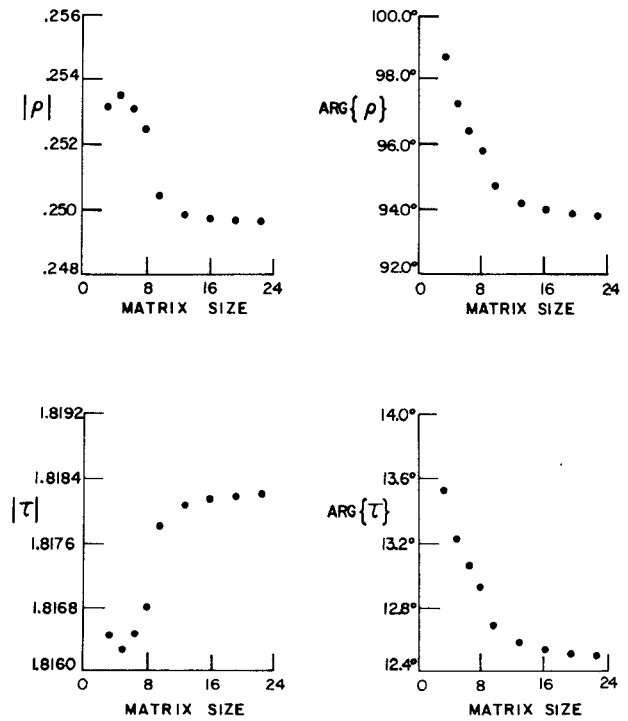 .256
.254
|ρ|
.252
.250
.248
0 8 16 24
MATRIX SIZE
100.0°
98.0°
ARG{ρ}
96.0°
94.0°
92.0°
0 8 16 24
MATRIX SIZE
1.8192
1.8184
|τ|
1.8176
1.8168
1.8160
0 8 16 24
MATRIX SIZE
14.0°
13.6°
ARG{τ}
13.2°
12.8°
12.4°
0 8 16 24
MATRIX SIZE